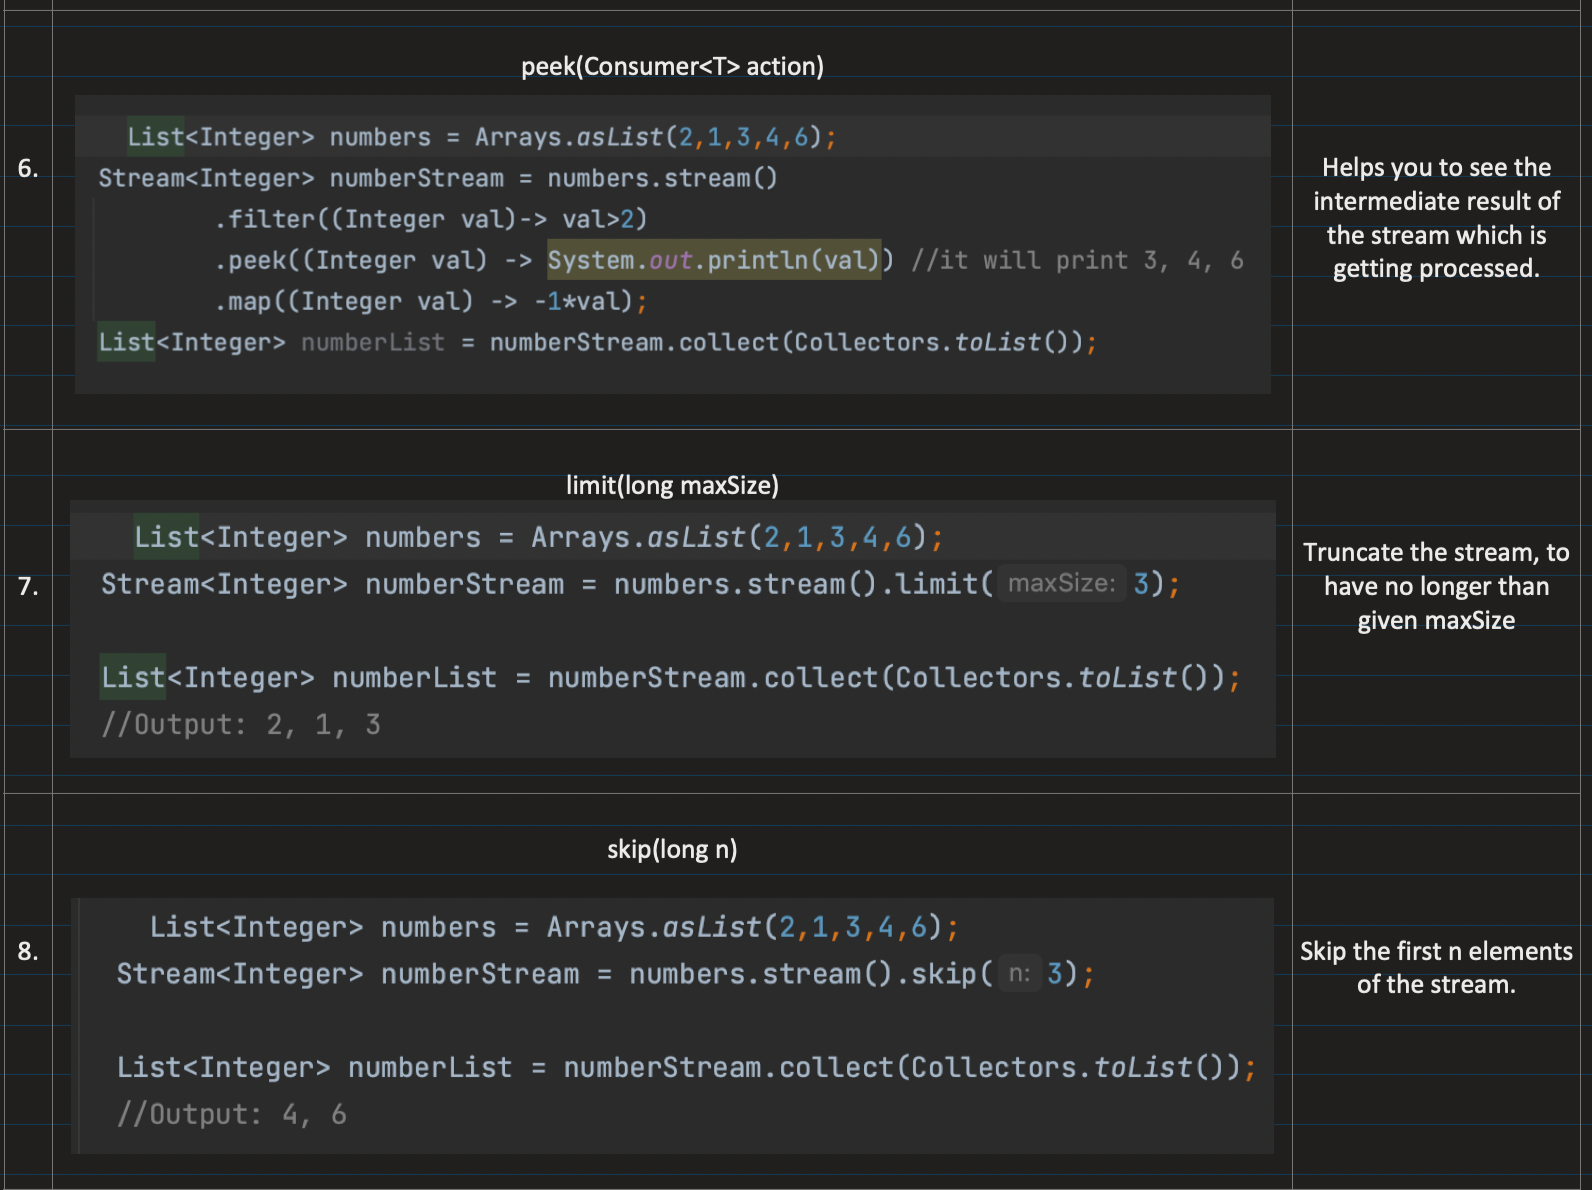 peek(Consumer<T> action)
6.
List<Integer> numbers = Arrays.asList(2,1,3,4,6);
Stream<Integer> numberStream = numbers.stream()
.filter((Integer val)-> val>2)
.peek((Integer val) -> System.out.println(val)) //it will print 3, 4, 6
.map((Integer val) -> -1*val);
List<Integer> numberList = numberStream.collect(Collectors.toList());
Helps you to see the
intermediate result of
the stream which is
getting processed.
limit(long maxSize)
7.
List<Integer> numbers = Arrays.asList(2,1,3,4,6);
Stream<Integer> numberStream = numbers.stream().limit( maxSize: 3);
List<Integer> numberList = numberStream.collect(Collectors.toList());
//Output: 2, 1, 3
Truncate the stream, to
have no longer than
given maxSize
skip(long n)
8.
List<Integer> numbers = Arrays.asList(2,1,3,4,6);
Stream<Integer> numberStream = numbers.stream().skip( n: 3);
List<Integer> numberList = numberStream.collect(Collectors.toList());
//Output: 4, 6
Skip the first n elements
of the stream.